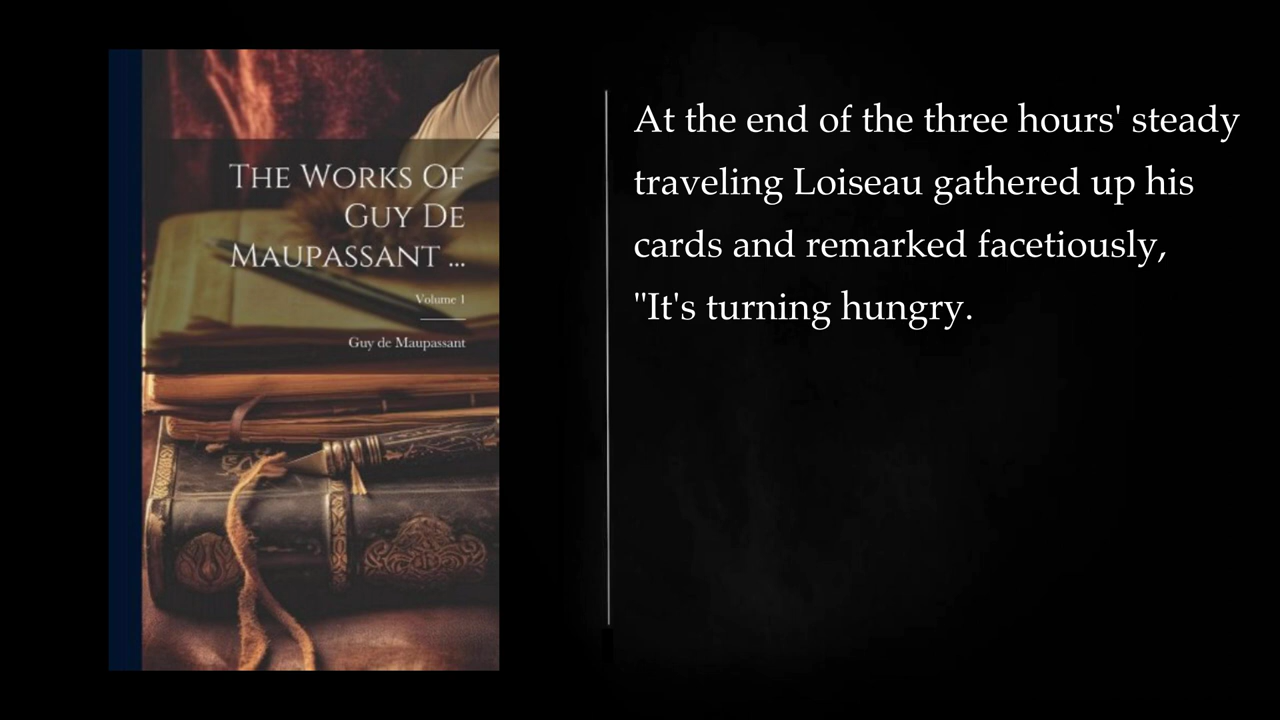 The Works Of
Guy De
Maupassant ...
Volume 1
Guy de Maupassant
At the end of the three hours' steady
traveling Loiseau gathered up his
cards and remarked facetiously,
"It's turning hungry.